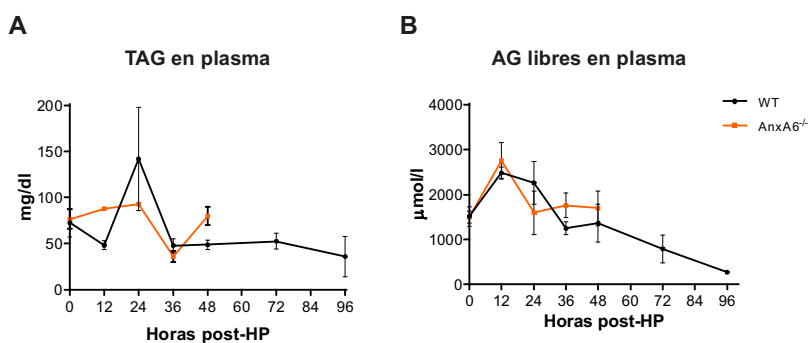 A
TAG en plasma
200
150
100
50
0
mg/dl
0 12 24 36 48 60 72 84 96
Horas post-HP
B
AG libres en plasma
4000
3000
2000
1000
0
µmol/l
0 12 24 36 48 60 72 84 96
Horas post-HP
WT
AnxA6-/-